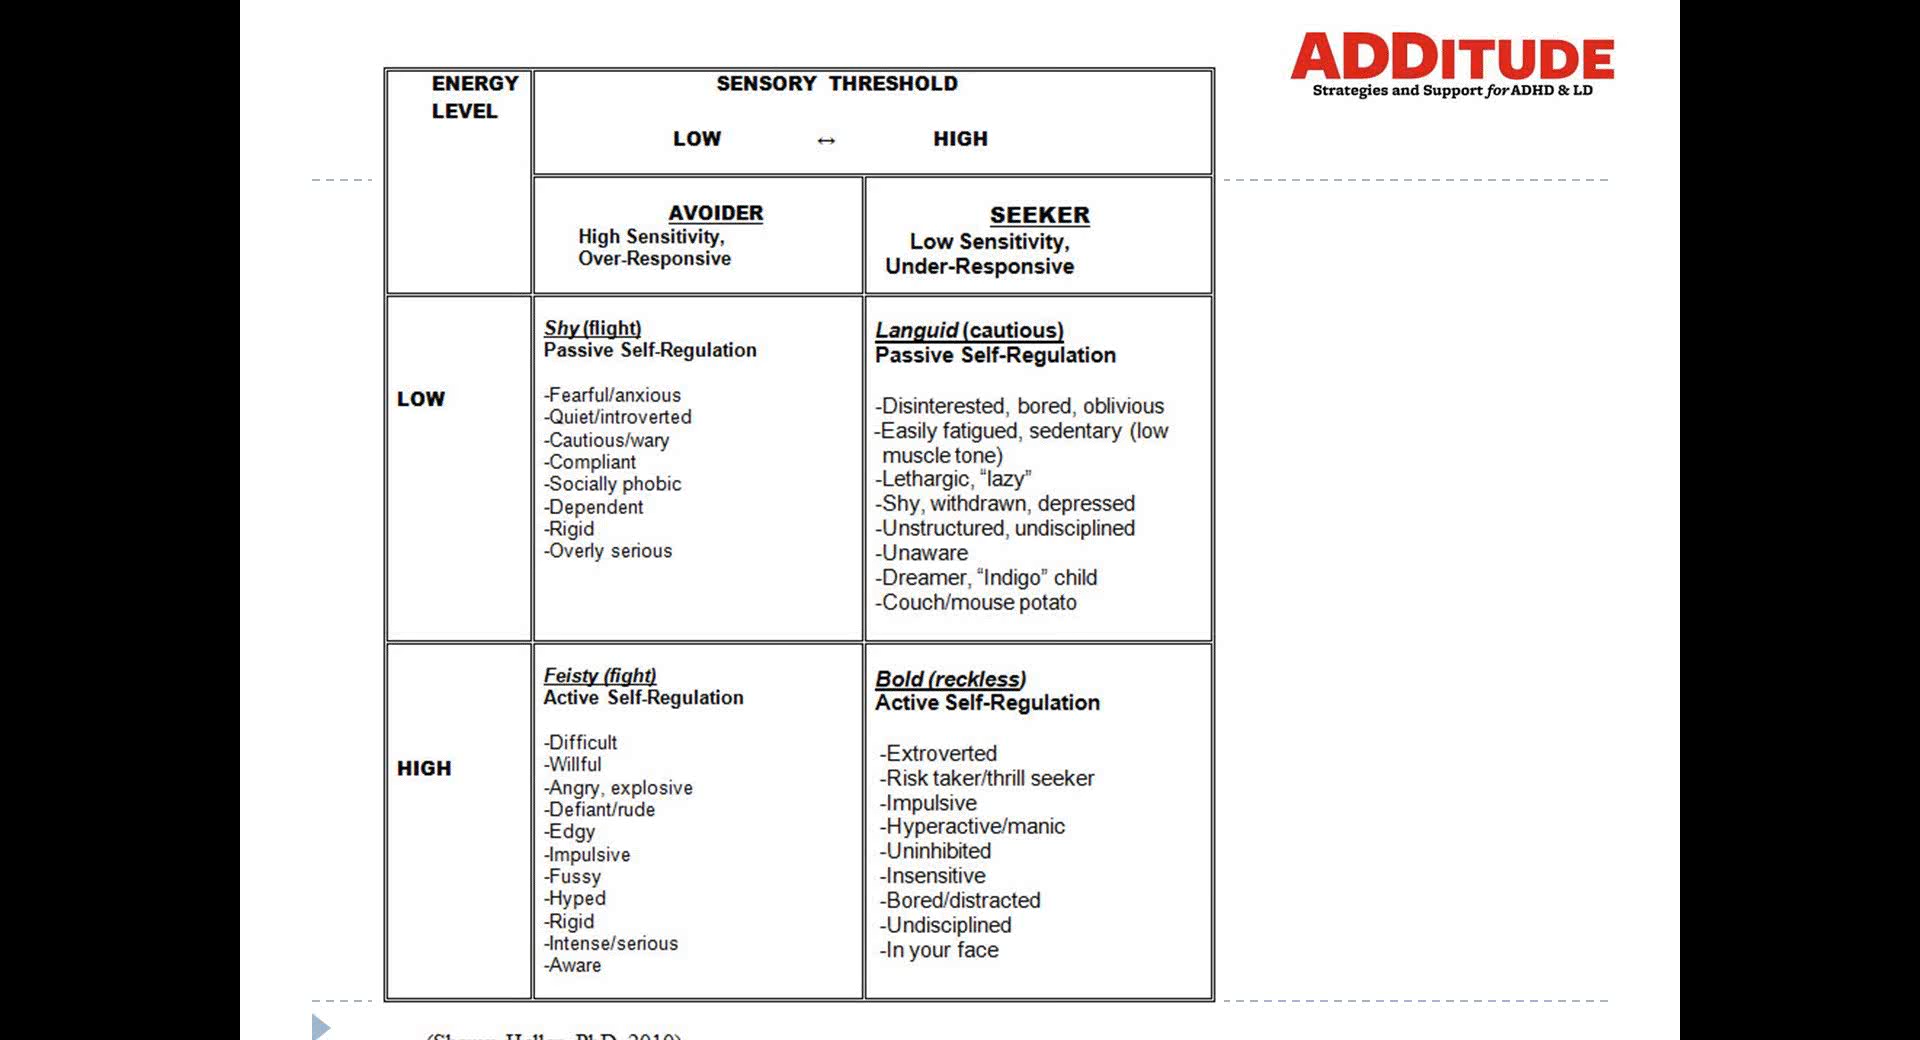 ADDITUDE
Strategies and Support for ADHD & LD
ENERGY
LEVEL
SENSORY THRESHOLD
LOW ↔ HIGH
AVOIDER
High Sensitivity,
Over-Responsive
SEEKER
Low Sensitivity,
Under-Responsive
LOW
Shy (flight)
Passive Self-Regulation
-Fearful/anxious
-Quiet/introverted
-Cautious/wary
-Compliant
-Socially phobic
-Dependent
-Rigid
-Overly serious
Languid (cautious)
Passive Self-Regulation
-Disinterested, bored, oblivious
-Easily fatigued, sedentary (low
muscle tone)
-Lethargic, “lazy”
-Shy, withdrawn, depressed
-Unstructured, undisciplined
-Unaware
-Dreamer, “Indigo” child
-Couch/mouse potato
HIGH
Feisty (fight)
Active Self-Regulation
-Difficult
-Willful
-Angry, explosive
-Defiant/rude
-Edgy
-Impulsive
-Fussy
-Hyped
-Rigid
-Intense/serious
-Aware
Bold (reckless)
Active Self-Regulation
-Extroverted
-Risk taker/thrill seeker
-Impulsive
-Hyperactive/manic
-Uninhibited
-Insensitive
-Bored/distracted
-Undisciplined
-In your face
PhD, 2010)